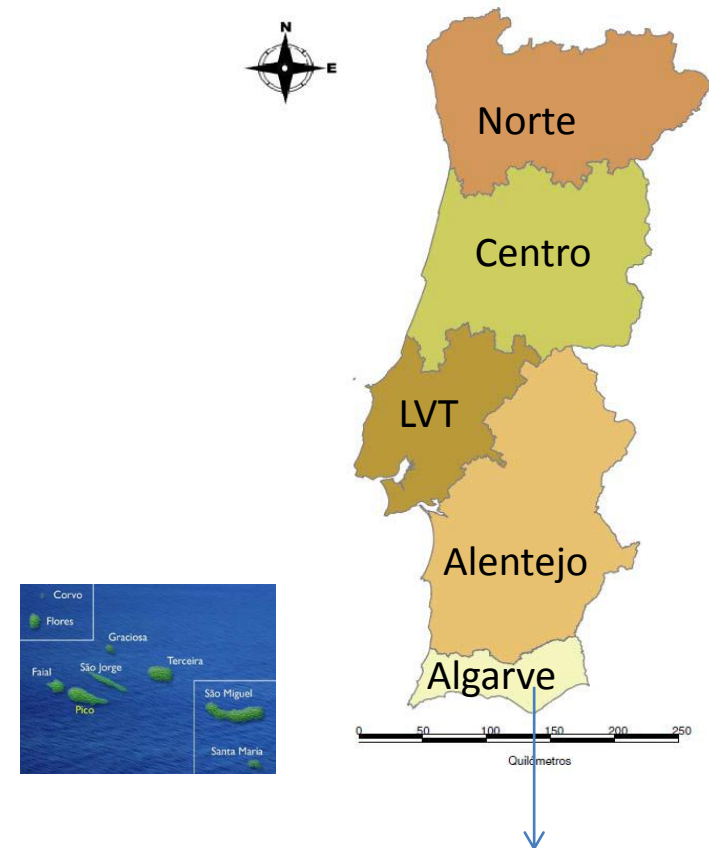 N
E
Norte
Centro
LVT
Alentejo
Algarve
Corvo
Flores
Graciosa
Faial
São Jorge
Terceira
Pico
São Miguel
Santa Maria
0 50 100 150 200 250
Quilómetros